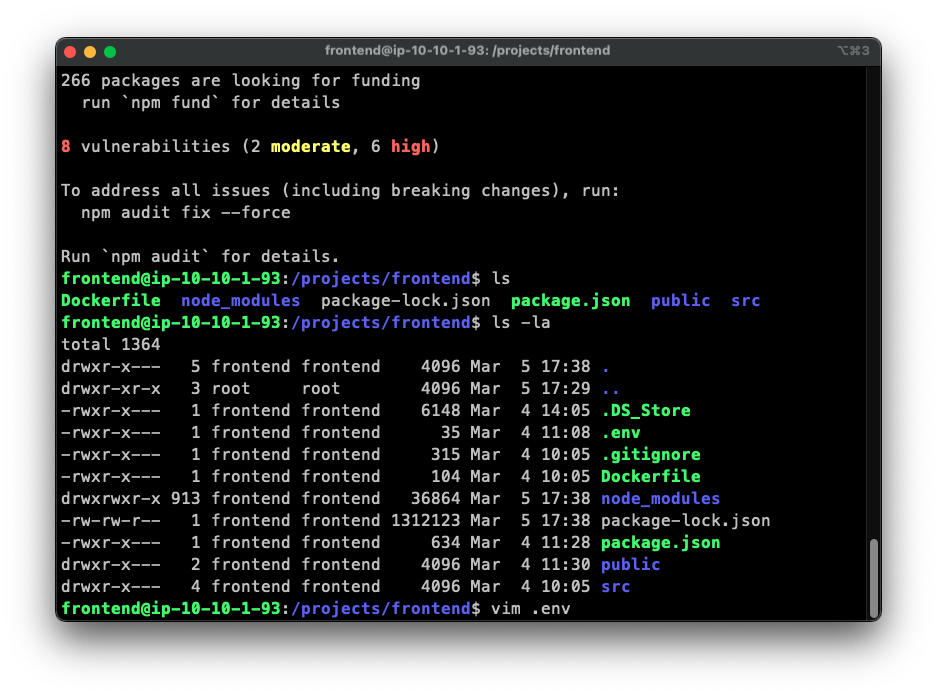 frontend@ip-10-10-1-93: /projects/frontend ⌥⌘3
266 packages are looking for funding
  run `npm fund` for details
8 vulnerabilities (2 moderate, 6 high)
To address all issues (including breaking changes), run:
  npm audit fix --force
Run `npm audit` for details.
frontend@ip-10-10-1-93:/projects/frontend$ ls
Dockerfile  node_modules  package-lock.json  package.json  public  src
frontend@ip-10-10-1-93:/projects/frontend$ ls -la
total 1364
drwxr-x---   5 frontend frontend    4096 Mar  5 17:38 .
drwxr-xr-x   3 root     root        4096 Mar  5 17:29 ..
-rwxr-x---   1 frontend frontend    6148 Mar  4 14:05 .DS_Store
-rwxr-x---   1 frontend frontend      35 Mar  4 11:08 .env
-rwxr-x---   1 frontend frontend     315 Mar  4 10:05 .gitignore
-rwxr-x---   1 frontend frontend     104 Mar  4 10:05 Dockerfile
drwxrwxr-x 913 frontend frontend   36864 Mar  5 17:38 node_modules
-rw-rw-r--   1 frontend frontend 1312123 Mar  5 17:38 package-lock.json
-rwxr-x---   1 frontend frontend     634 Mar  4 11:28 package.json
drwxr-x---   2 frontend frontend    4096 Mar  4 11:30 public
drwxr-x---   4 frontend frontend    4096 Mar  4 10:05 src
frontend@ip-10-10-1-93:/projects/frontend$ vim .env